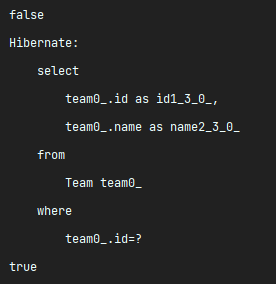 false
Hibernate:
    select
        team0_.id as id1_3_0_,
        team0_.name as name2_3_0_
    from
        Team team0_
    where
        team0_.id=?
true